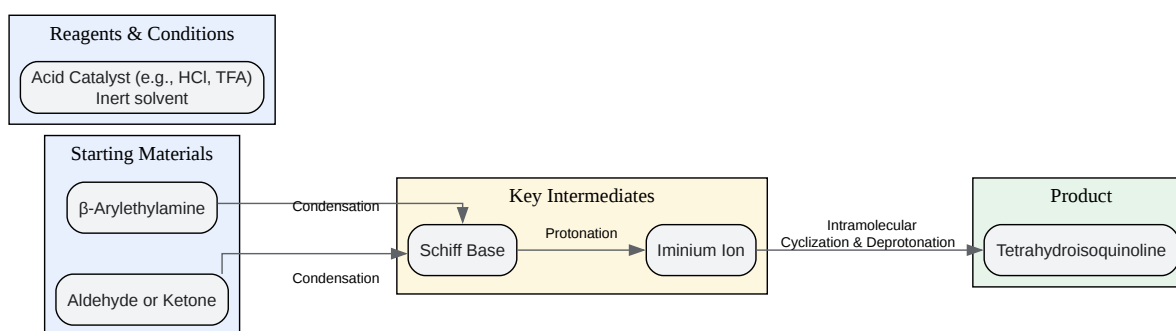 Reagents & Conditions
Acid Catalyst (e.g., HCl, TFA)
Inert solvent
Starting Materials
β-Arylethylamine
Aldehyde or Ketone
Condensation
Condensation
Key Intermediates
Schiff Base
Protonation
Iminium Ion
Intramolecular
Cyclization & Deprotonation
Product
Tetrahydroisoquinoline